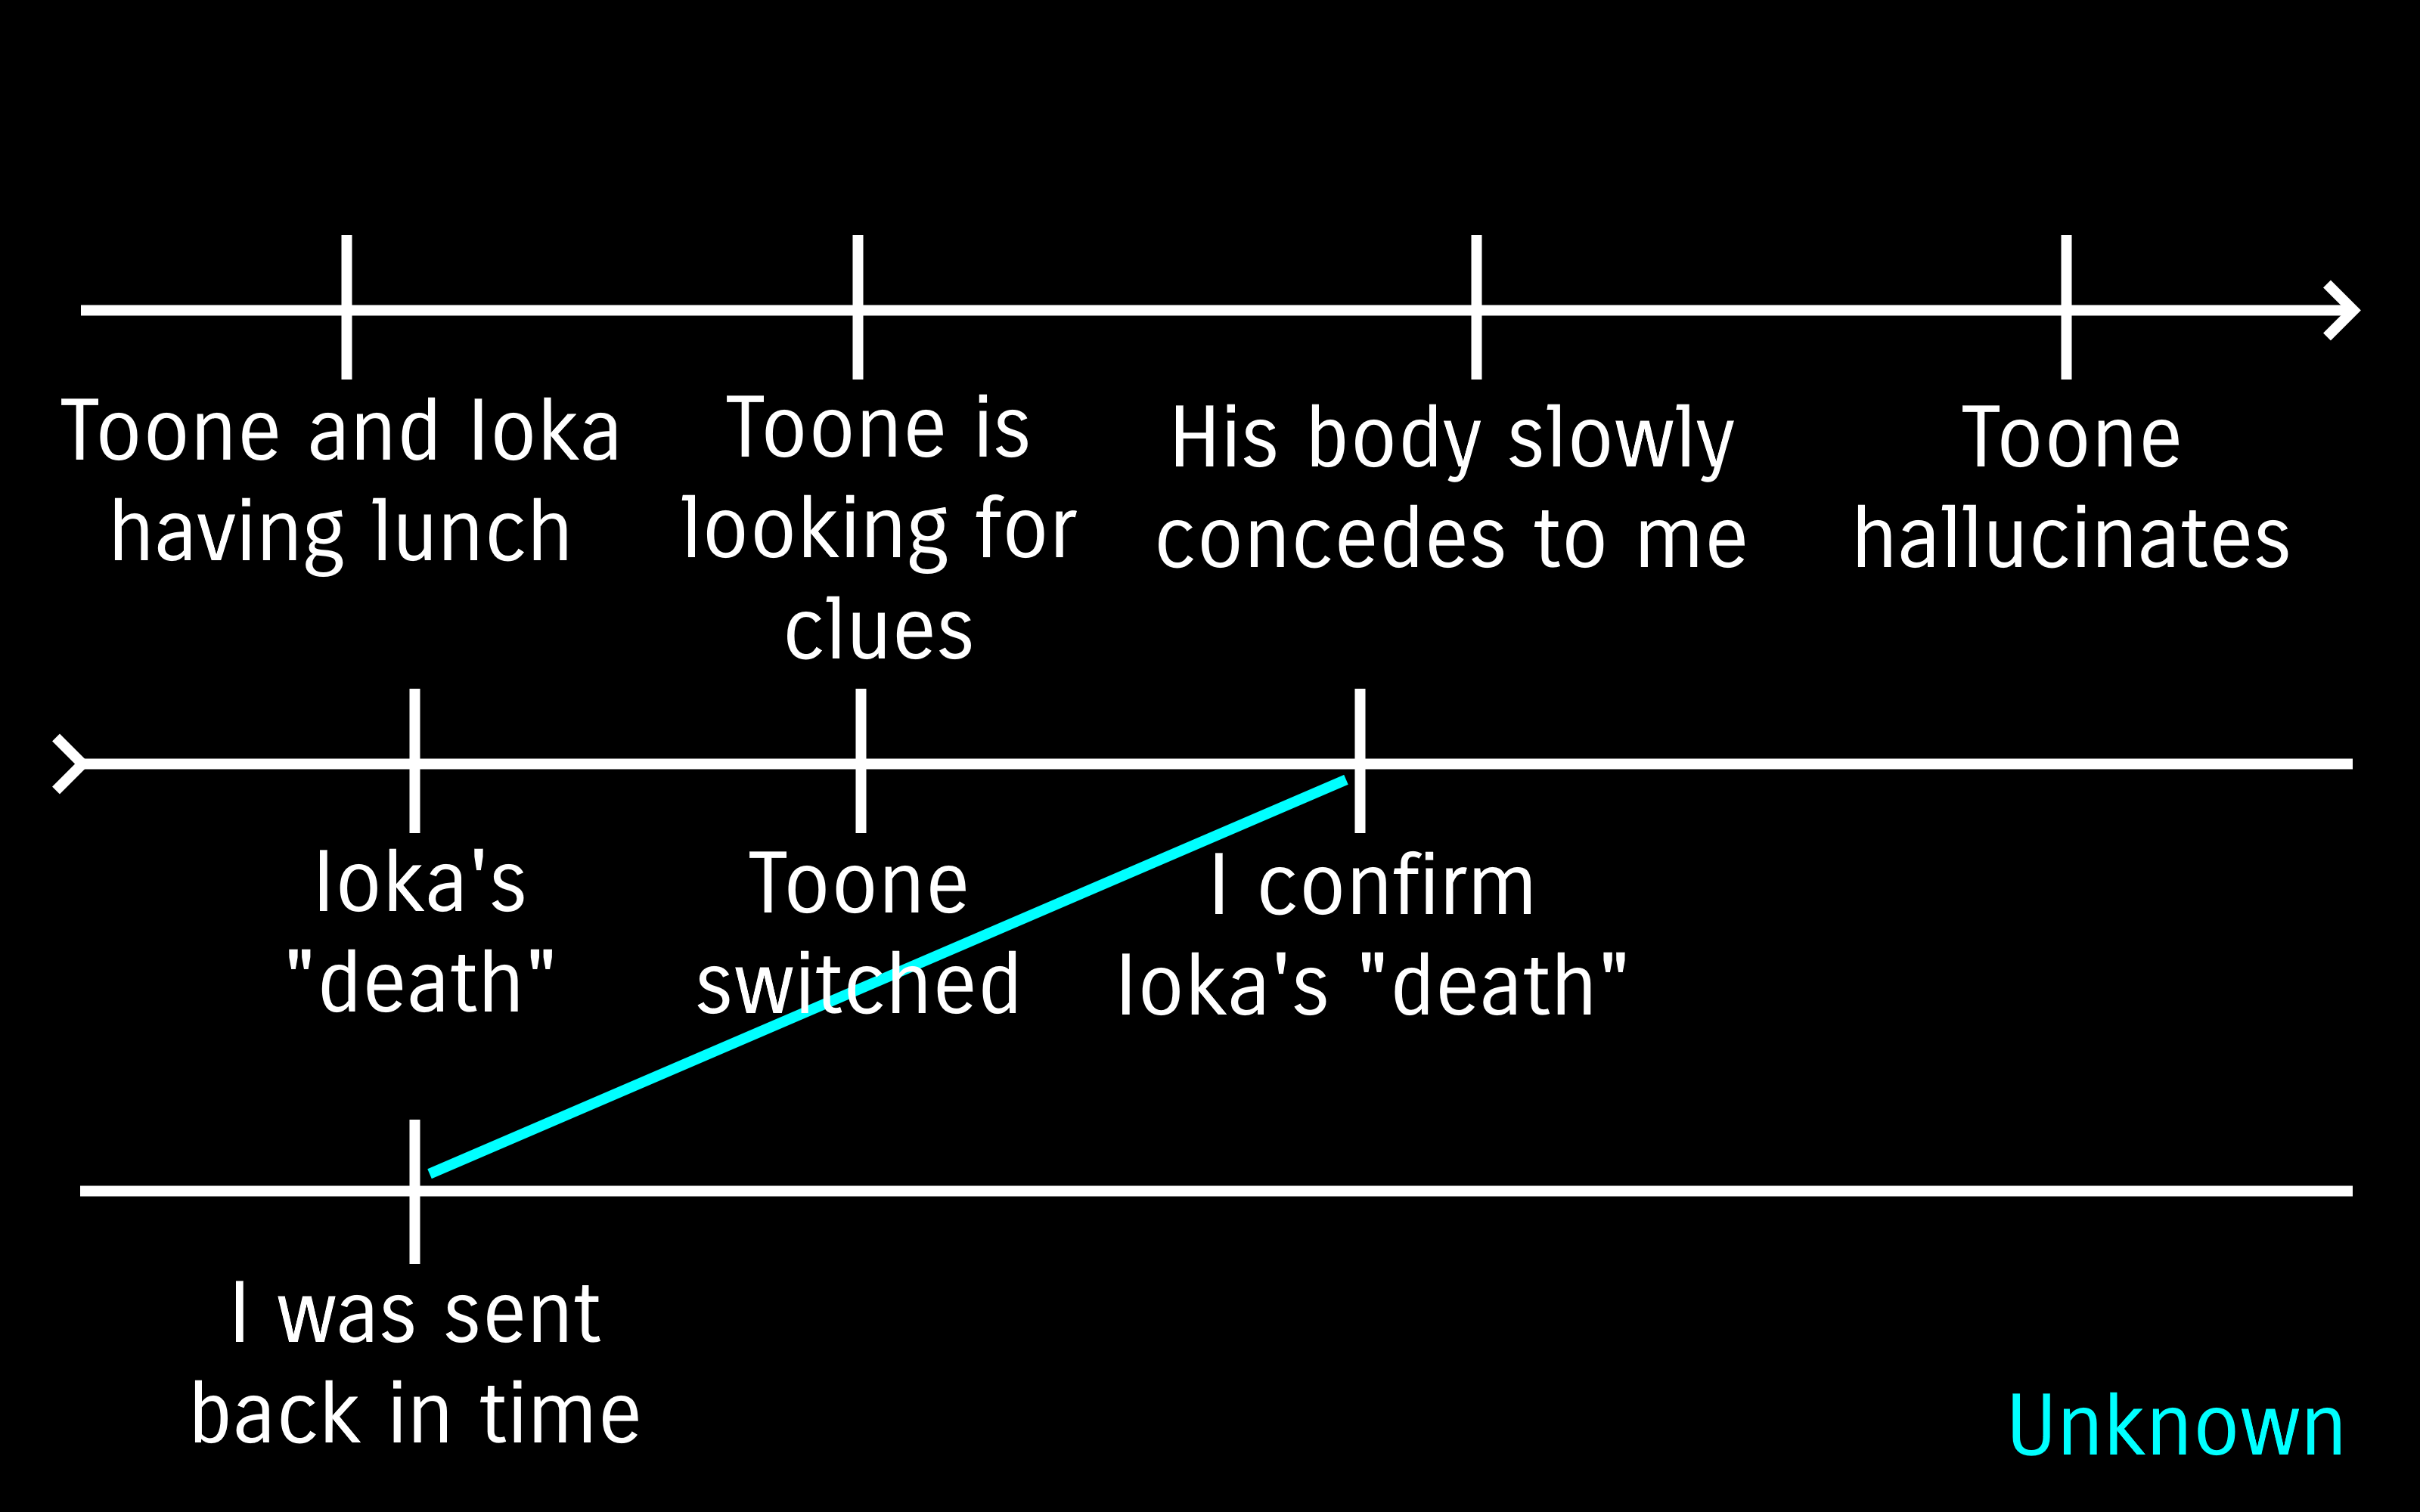 Toone and Ioka
having lunch
Toone is
looking for
clues
His body slowly
concedes to me
Toone
hallucinates
Ioka's
"death"
Toone
switched
I confirm
Ioka's "death"
I was sent
back in time
Unknown